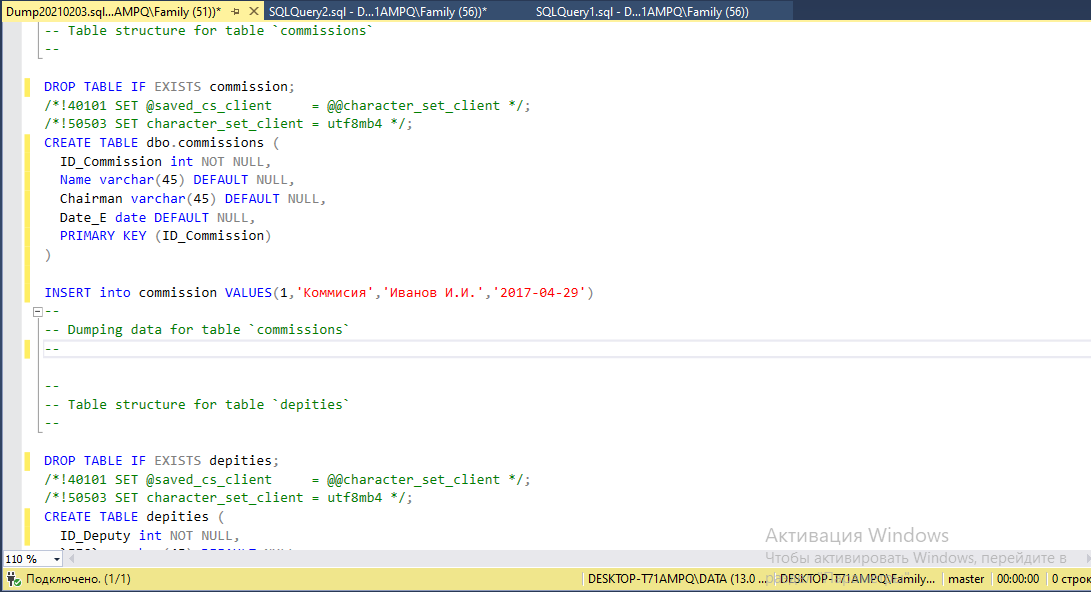 Dump20210203.sql...AMPQ\Family (51))* SQLQuery2.sql - D...1AMPQ\Family (56))* SQLQuery1.sql - D...1AMPQ\Family (56))
-- Table structure for table `commissions`
--
DROP TABLE IF EXISTS commission;
/*!40101 SET @saved_cs_client     = @@character_set_client */;
/*!50503 SET character_set_client = utf8mb4 */;
CREATE TABLE dbo.commissions (
ID_Commission int NOT NULL,
Name varchar(45) DEFAULT NULL,
Chairman varchar(45) DEFAULT NULL,
Date_E date DEFAULT NULL,
PRIMARY KEY (ID_Commission)
)
INSERT into commission VALUES(1,'Коммисия','Иванов И.И.','2017-04-29')
--
-- Dumping data for table `commissions`
--
--
-- Table structure for table `depities`
--
DROP TABLE IF EXISTS depities;
/*!40101 SET @saved_cs_client     = @@character_set_client */;
/*!50503 SET character_set_client = utf8mb4 */;
CREATE TABLE depities (
ID_Deputy int NOT NULL,
Активация Windows
Чтобы активировать Windows, перейдите в
110 %
Подключено. (1/1) DESKTOP-T71AMPQ\DATA (13.0 ... DESKTOP-T71AMPQ\Family... master 00:00:00 0 строк